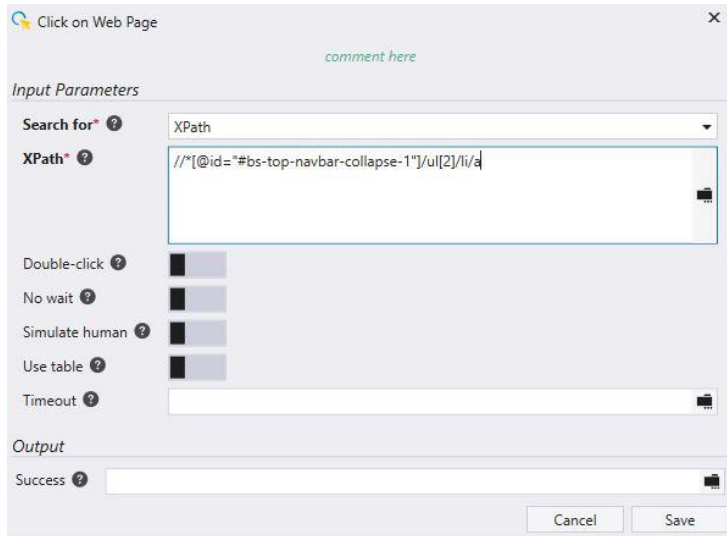 Click on Web Page
comment here
Input Parameters
Search for*
XPath
XPath*
//*[@id="#bs-top-navbar-collapse-1"]/ul[2]/li/a
Double-click
No wait
Simulate human
Use table
Timeout
Output
Success
Cancel Save